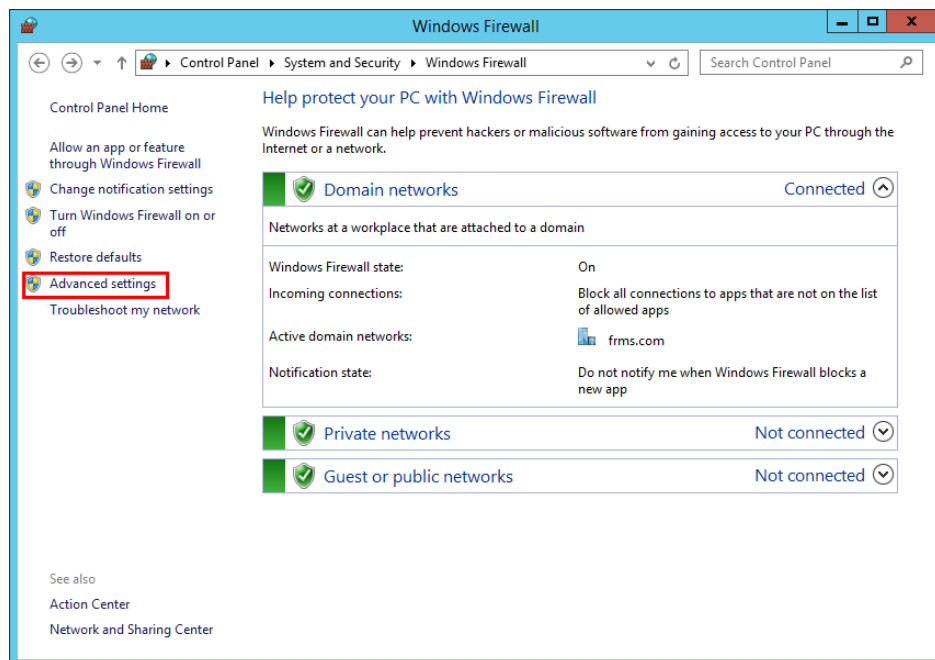 Windows Firewall
Control Panel Home
Control Panel System and Security Windows Firewall
Search Control Panel
Control Panel Home
Allow an app or feature
through Windows Firewall
Change notification settings
Turn Windows Firewall on or
off
Restore defaults
Advanced settings
Troubleshoot my network
Help protect your PC with Windows Firewall
Windows Firewall can help prevent hackers or malicious software from gaining access to your PC through the
Internet or a network.
Domain networks Connected
Networks at a workplace that are attached to a domain
Windows Firewall state: On
Incoming connections: Block all connections to apps that are not on the list
of allowed apps
Active domain networks: frms.com
Notification state: Do not notify me when Windows Firewall blocks a
new app
Private networks Not connected
Guest or public networks Not connected
See also
Action Center
Network and Sharing Center